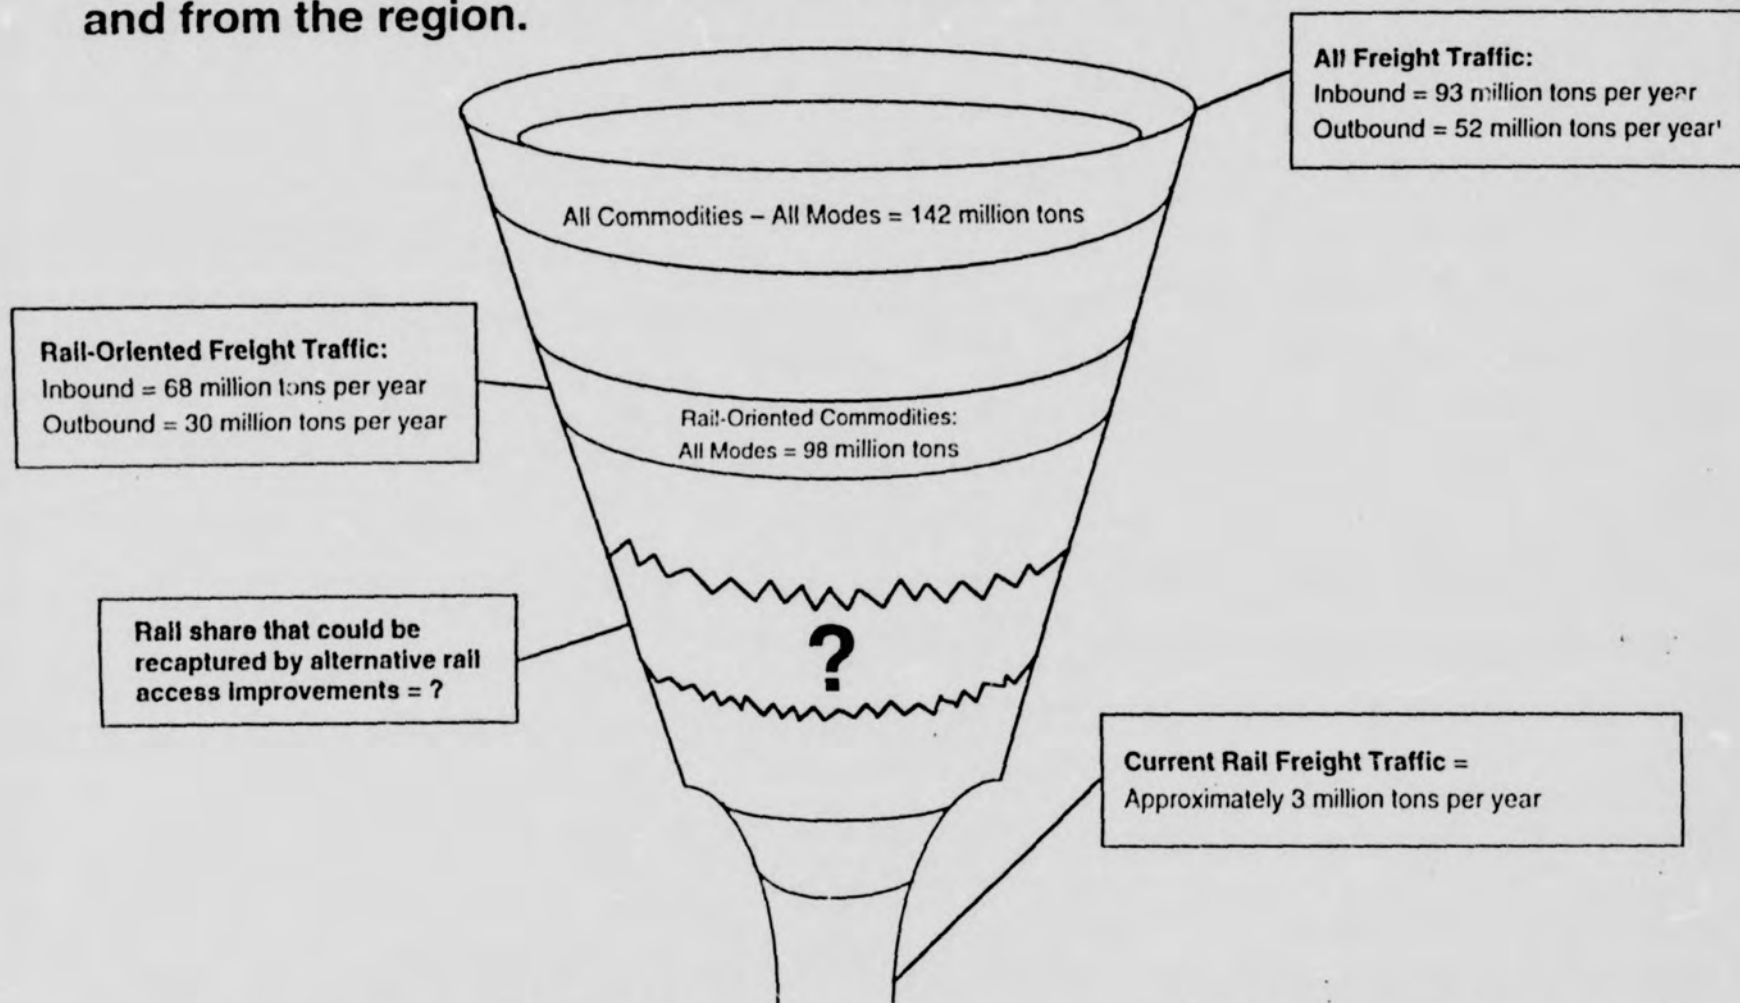 and from the region.
All Freight Traffic:
Inbound = 93 million tons per year
Outbound = 52 million tons per year¹
All Commodities – All Modes = 142 million tons
Rail-Oriented Freight Traffic:
Inbound = 68 million tons per year
Outbound = 30 million tons per year
Rail-Oriented Commodities:
All Modes = 98 million tons
Rail share that could be
recaptured by alternative rail
access improvements = ?
?
Current Rail Freight Traffic =
Approximately 3 million tons per year